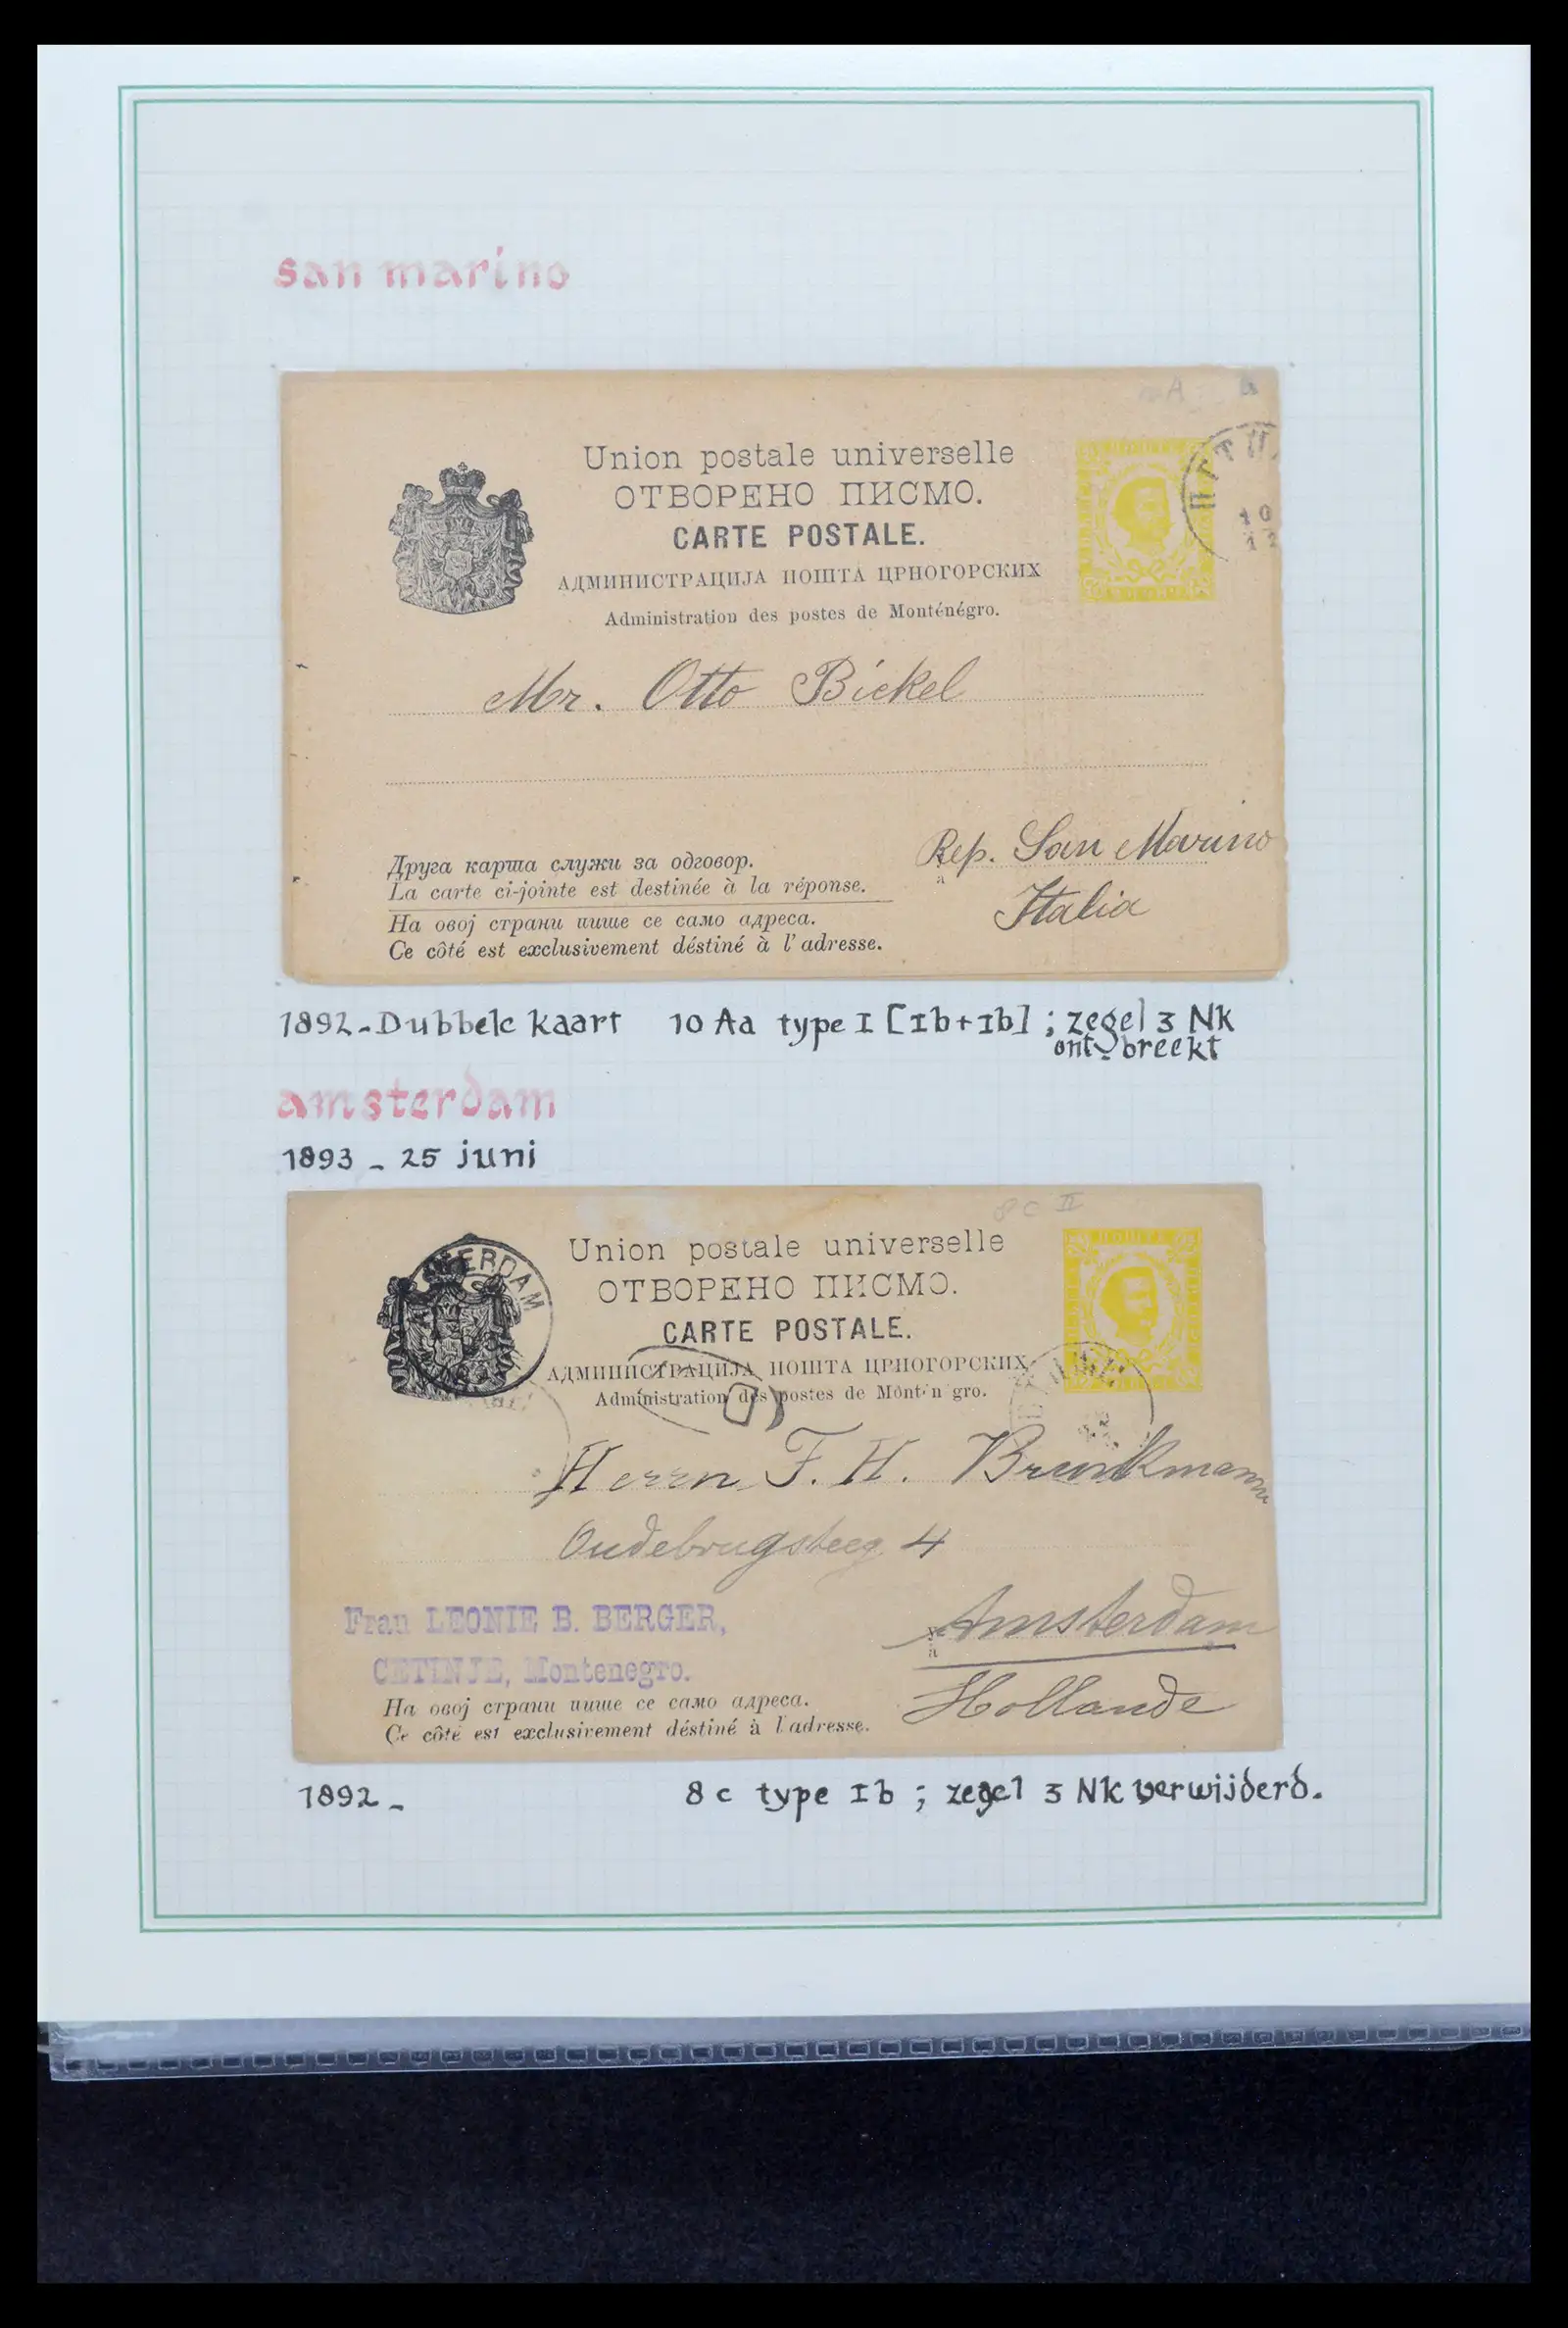 san marino
Union postale universelle
ОТВОРЕНО ПИСМО.
CARTE POSTALE.
АДМИНИСТРАЦИЈА ПОШТА ЦРНОГОРСКИХ
Administration des postes de Monténégro.
Mr. Otto Bickel
Rep. San Marino
à
Italia
Друга карта служи за одговор.
La carte ci-jointe est destinée à la réponse.
На овој страни пише се само адреса.
Ce côté est exclusivement déstiné à l' adresse.
1892-Dubbele kaart 10 Aa type I [Ib+Ib] ; zegel 3 Nk
ont-breekt
amsterdam
1893 - 25 juni
8 c II
Union postale universelle
ОТВОРЕНО ПИСМО.
CARTE POSTALE.
АДМИНИСТРАЦИЈА ПОШТА ЦРНОГОРСКИХ
Administration des postes de Mont n gro.
Herrn F. H. Brunkmann
Oudebrugsteeg 4
Frau LEONIE B. BERGER,
CETINJE, Montenegro.
Amsterdam
à
Hollande
На овој страни пише се само адреса.
Ce côté est exclusivement déstiné à l'adresse.
1892 - 8 c type Ib ; zegel 3 Nk verwijderd.